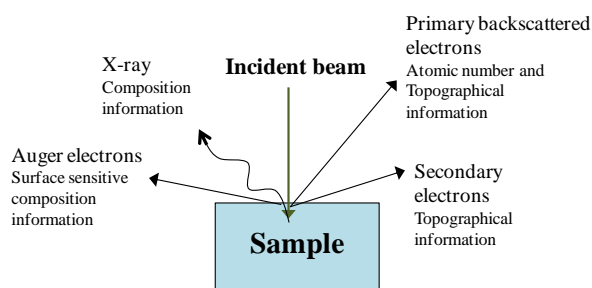 Primary backscattered
electrons
Atomic number and
Topographical
information
X-ray
Composition
information
Incident beam
Auger electrons
Surface sensitive
composition
information
Secondary
electrons
Topographical
information
Sample